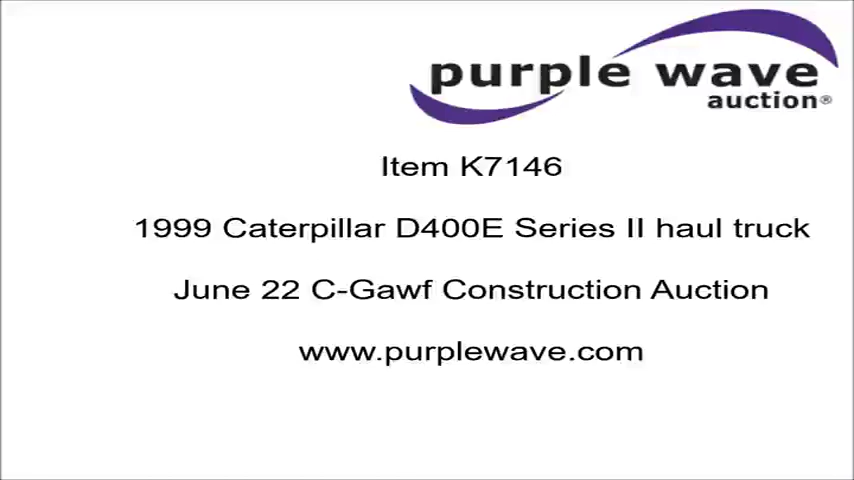 purple wave
auction®
Item K7146
1999 Caterpillar D400E Series II haul truck
June 22 C-Gawf Construction Auction
www.purplewave.com